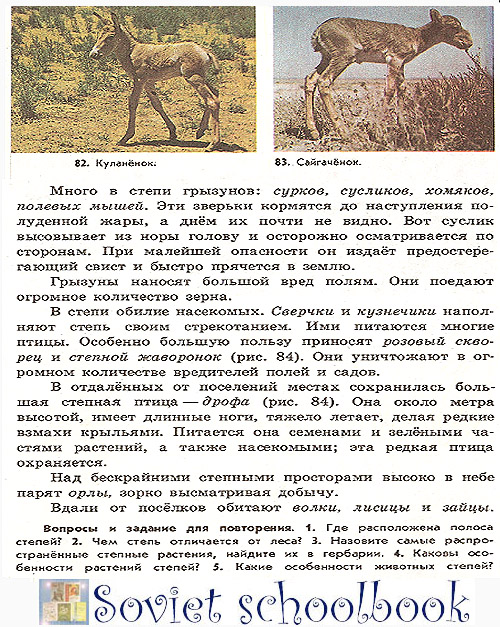 82. Куланёнок.
83. Сайгачёнок.
Много в степи грызунов: сурков, сусликов, хомяков,
полевых мышей. Эти зверьки кормятся до наступления по-
луденной жары, а днём их почти не видно. Вот суслик
высовывает из норы голову и осторожно осматривается по
сторонам. При малейшей опасности он издаёт предостере-
гающий свист и быстро прячется в землю.
Грызуны наносят большой вред полям. Они поедают
огромное количество зерна.
В степи обилие насекомых. Сверчки и кузнечики напол-
няют степь своим стрекотанием. Ими питаются многие
птицы. Особенно большую пользу приносят розовый скво-
рец и степной жаворонок (рис. 84). Они уничтожают в ог-
ромном количестве вредителей полей и садов.
В отдалённых от поселений местах сохранилась боль-
шая степная птица — дрофа (рис. 84). Она около метра
высотой, имеет длинные ноги, тяжело летает, делая редкие
взмахи крыльями. Питается она семенами и зелёными ча-
стями растений, а также насекомыми; эта редкая птица
охраняется.
Над бескрайними степными просторами высоко в небе
парят орлы, зорко высматривая добычу.
Вдали от посёлков обитают волки, лисицы и зайцы.
Вопросы и задание для повторения. 1. Где расположена полоса
степей? 2. Чем степь отличается от леса? 3. Назовите самые распро-
странённые степные растения, найдите их в гербарии. 4. Каковы осо-
бенности растений степей? 5. Какие особенности животных степей?
Soviet schoolbook